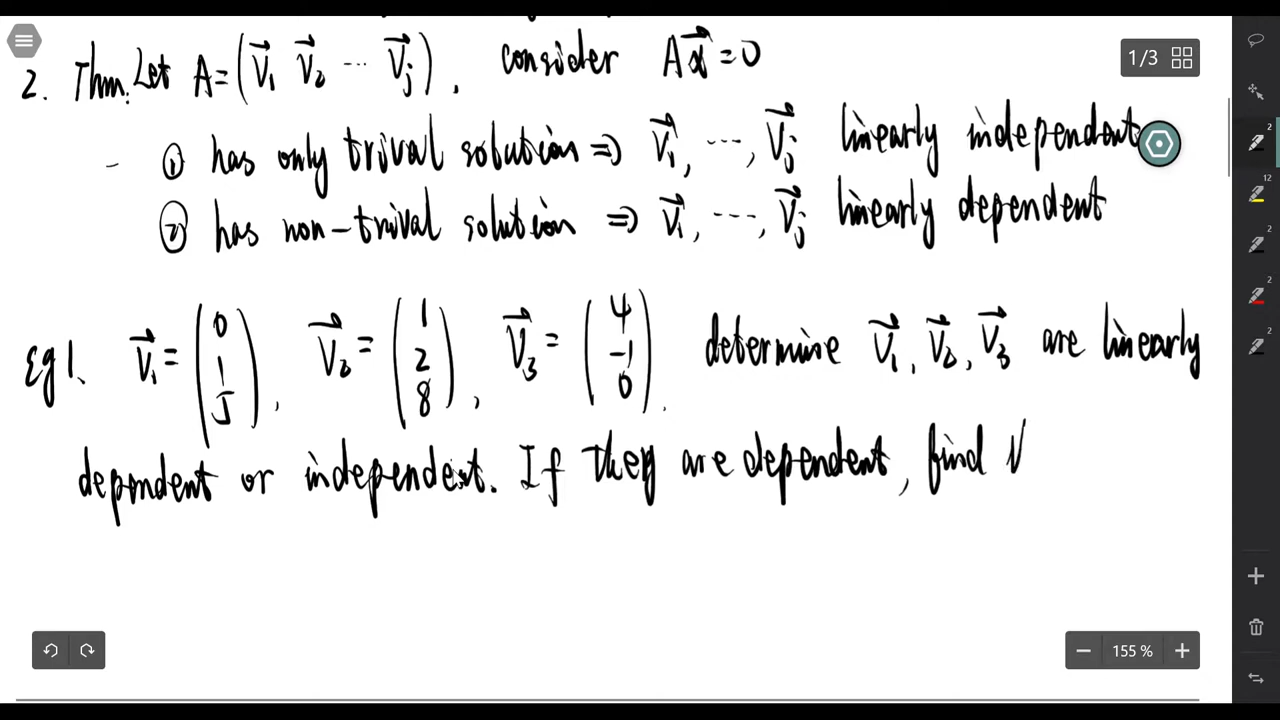 1/3
2. Thm. Let A = (v⃗₁ v⃗₂ ⋯ v⃗ⱼ), consider Ax⃗ = 0
① has only trival solution ⇒ v⃗₁, ⋯, v⃗ⱼ linearly independent
② has non-trival solution ⇒ v⃗₁, ⋯, v⃗ⱼ linearly dependent
Eg1. v⃗₁ = (0 1 5), v⃗₂ = (1 2 8), v⃗₃ = (4 -1 0). determine v⃗₁, v⃗₂, v⃗₃ are linearly
dependent or independent. If they are dependent, find
155 %